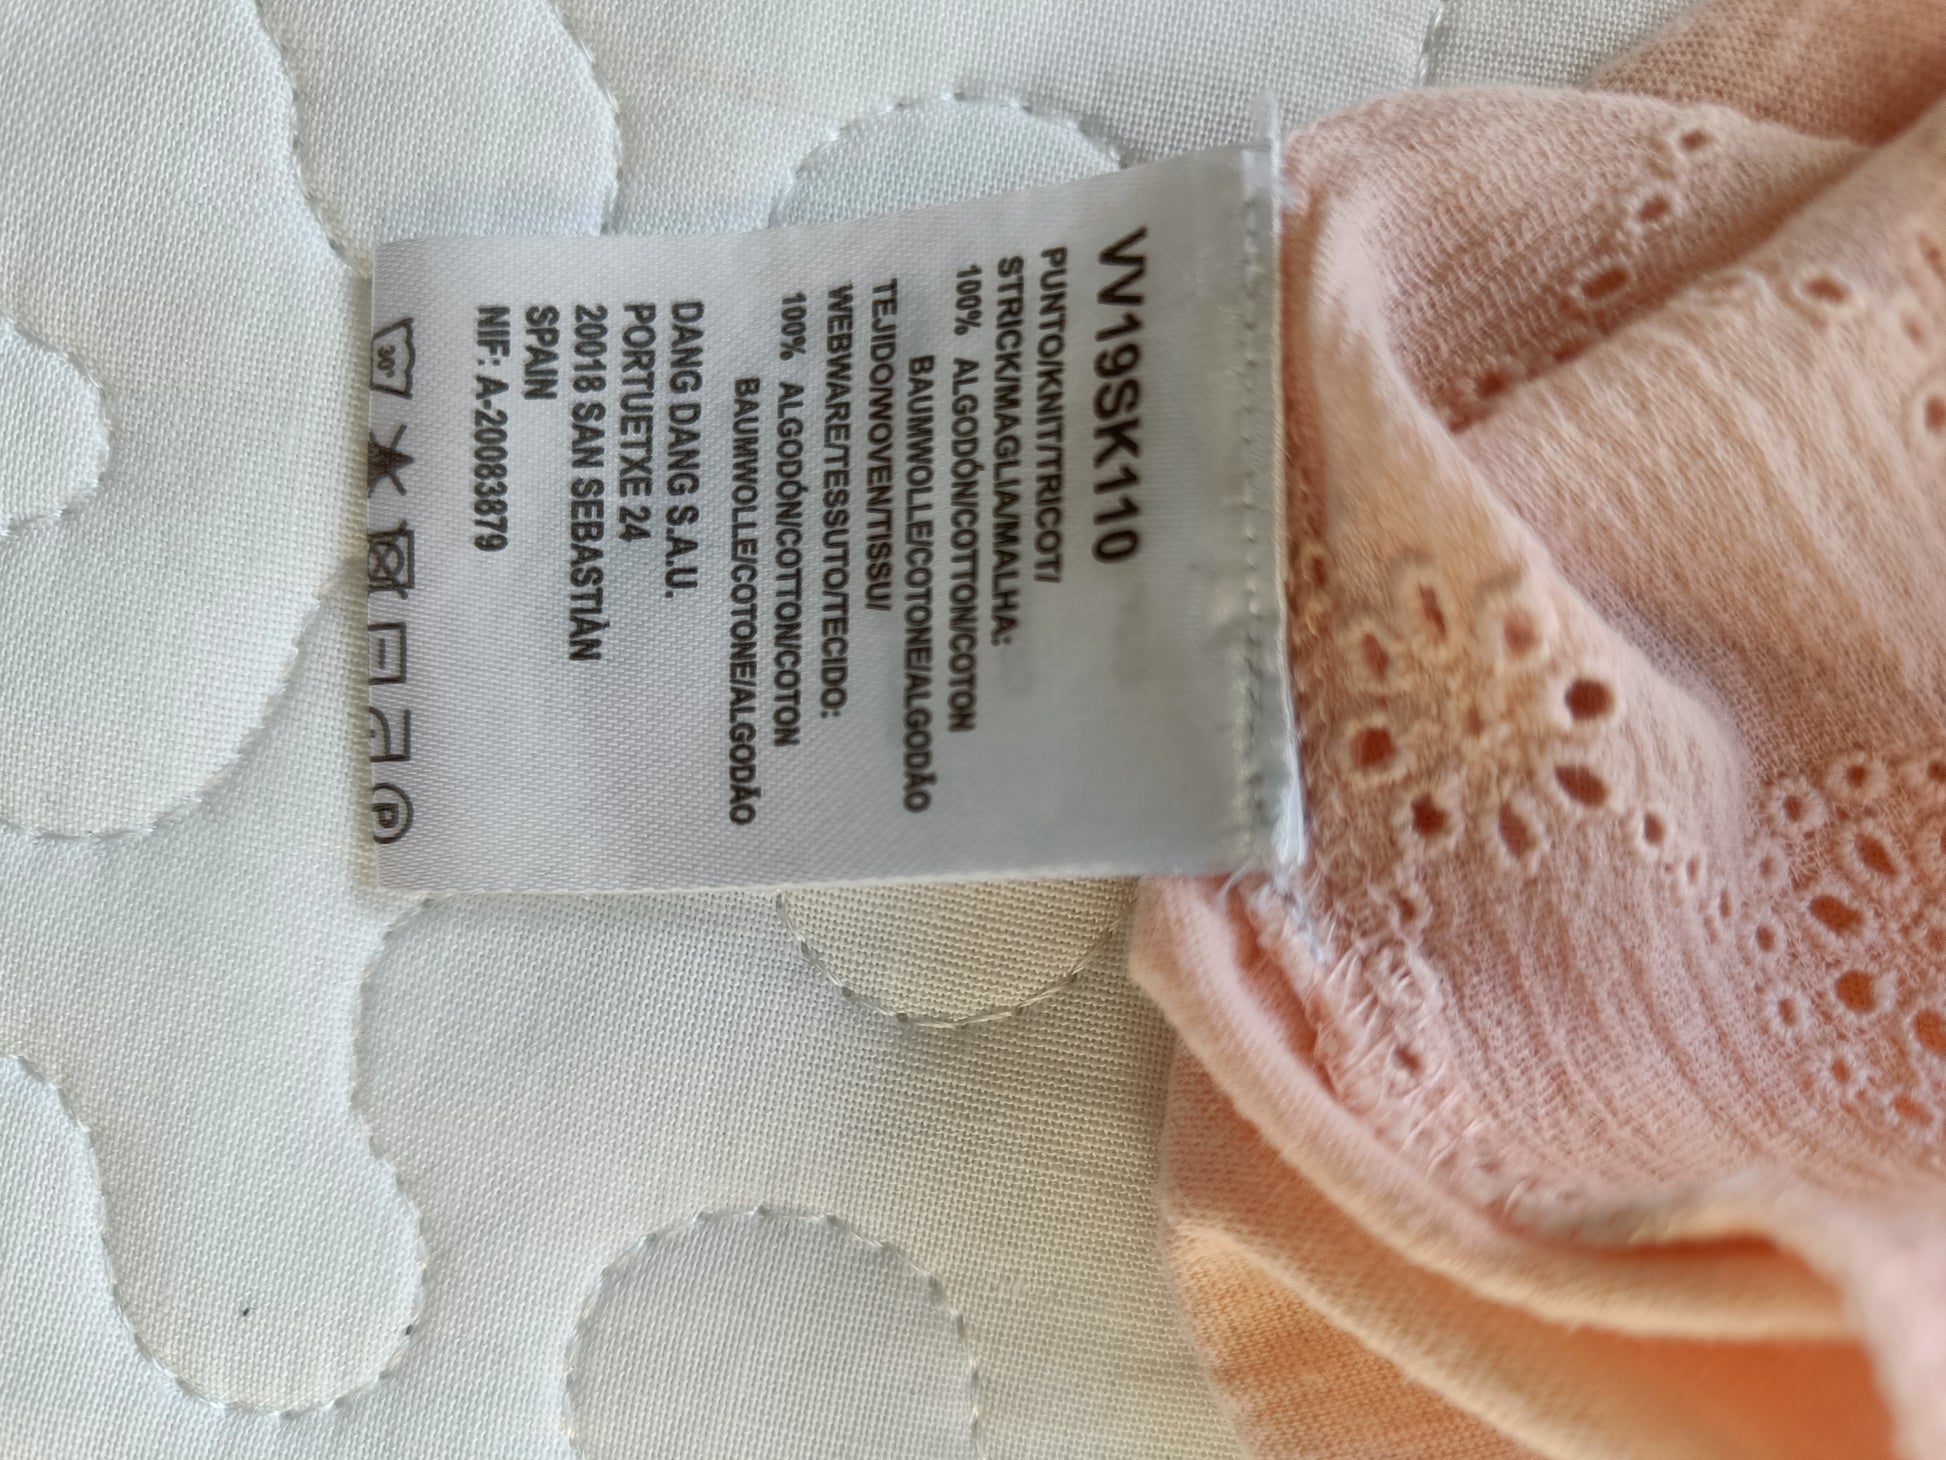 VV19SK110
PUNTO/KNIT/TRICOT/
STRICK/MAGLIA/MALHA:
100% ALGODÓN/COTTON/COTON
BAUMWOLLE/COTONE/ALGODÃO
TEJIDO/WOVEN/TISSU/
WEBWARE/TESSUTO/TECIDO:
100% ALGODÓN/COTTON/COTON
BAUMWOLLE/COTONE/ALGODÃO
DANG DANG S.A.U.
PORTUETXE 24
20018 SAN SEBASTIÀN
SPAIN
NIF: A-20083879
30° P